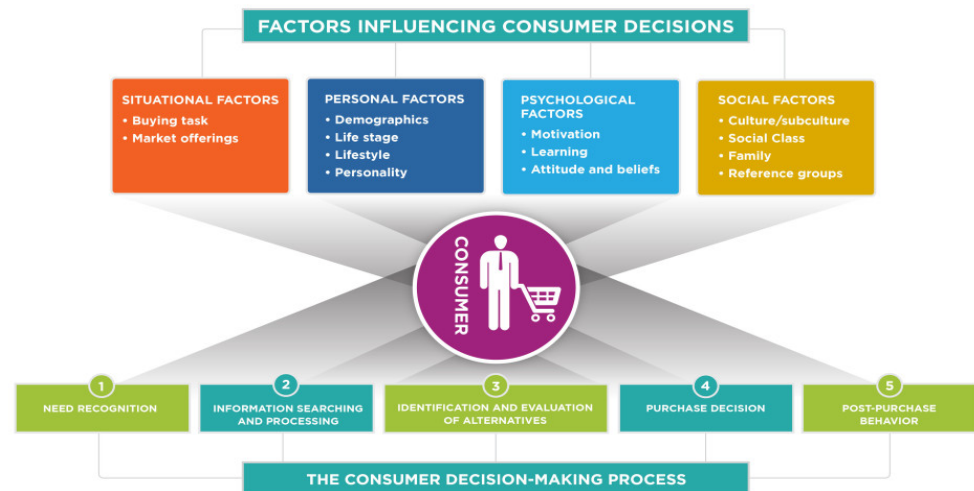 FACTORS INFLUENCING CONSUMER DECISIONS
SITUATIONAL FACTORS
• Buying task
• Market offerings
PERSONAL FACTORS
• Demographics
• Life stage
• Lifestyle
• Personality
PSYCHOLOGICAL
FACTORS
• Motivation
• Learning
• Attitude and beliefs
SOCIAL FACTORS
• Culture/subculture
• Social Class
• Family
• Reference groups
CONSUMER
1
NEED RECOGNITION
2
INFORMATION SEARCHING
AND PROCESSING
3
IDENTIFICATION AND EVALUATION
OF ALTERNATIVES
4
PURCHASE DECISION
5
POST-PURCHASE
BEHAVIOR
THE CONSUMER DECISION-MAKING PROCESS